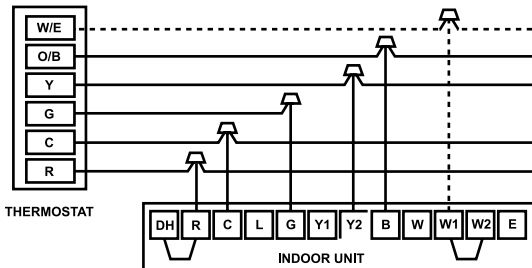 W/E
O/B
Y
G
C
R
THERMOSTAT
DH R C L G Y1 Y2 B W W1 W2 E
INDOOR UNIT